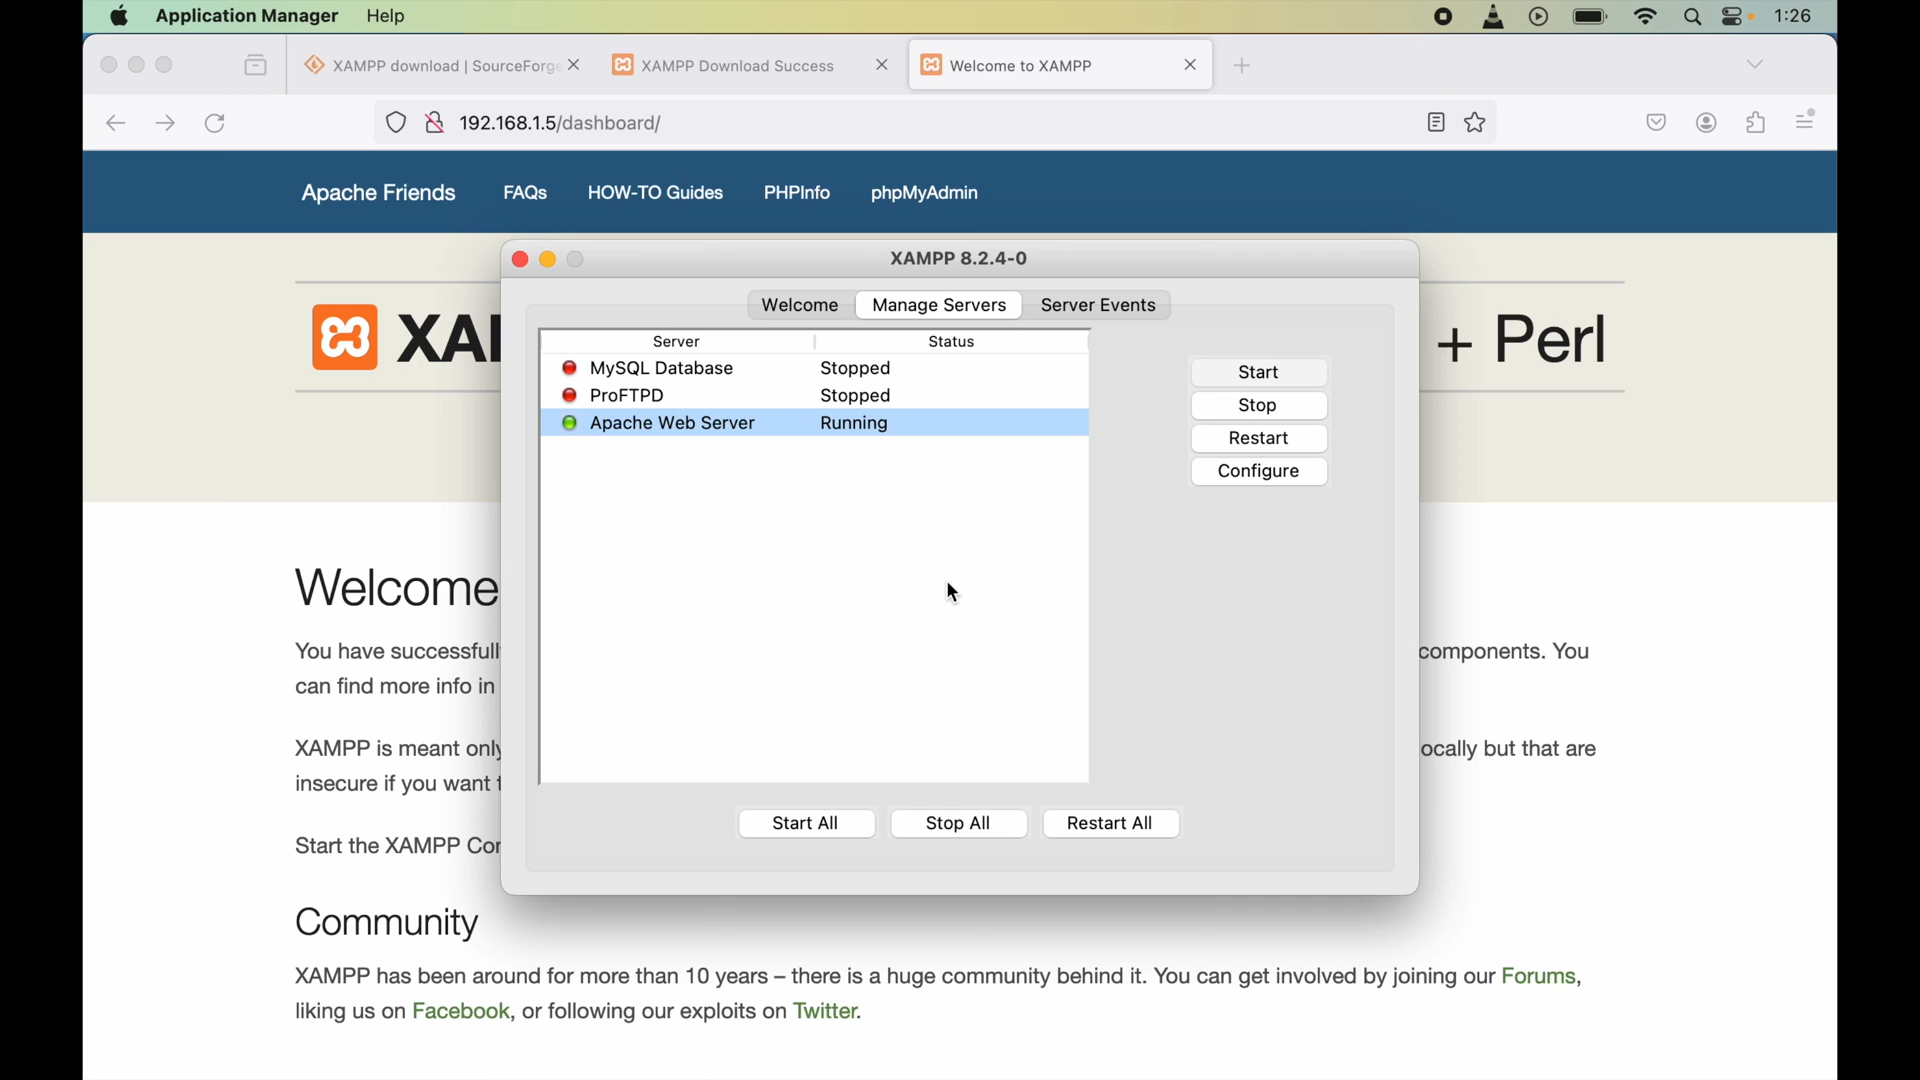 Application Manager Help 1:26
XAMPP download | SourceForge XAMPP Download Success Welcome to XAMPP
192.168.1.5/dashboard/
Apache Friends FAQs HOW-TO Guides PHPInfo phpMyAdmin
XAMPP 8.2.4-0
Welcome Manage Servers Server Events
XAI + Perl
Server Status
MySQL Database Stopped
ProFTPD Stopped
Apache Web Server Running
Start
Stop
Restart
Configure
Start All Stop All Restart All
Welcome
You have successfull components. You
can find more info in
XAMPP is meant only ocally but that are
insecure if you want t
Start the XAMPP Cor
Community
XAMPP has been around for more than 10 years – there is a huge community behind it. You can get involved by joining our Forums,
liking us on Facebook, or following our exploits on Twitter.